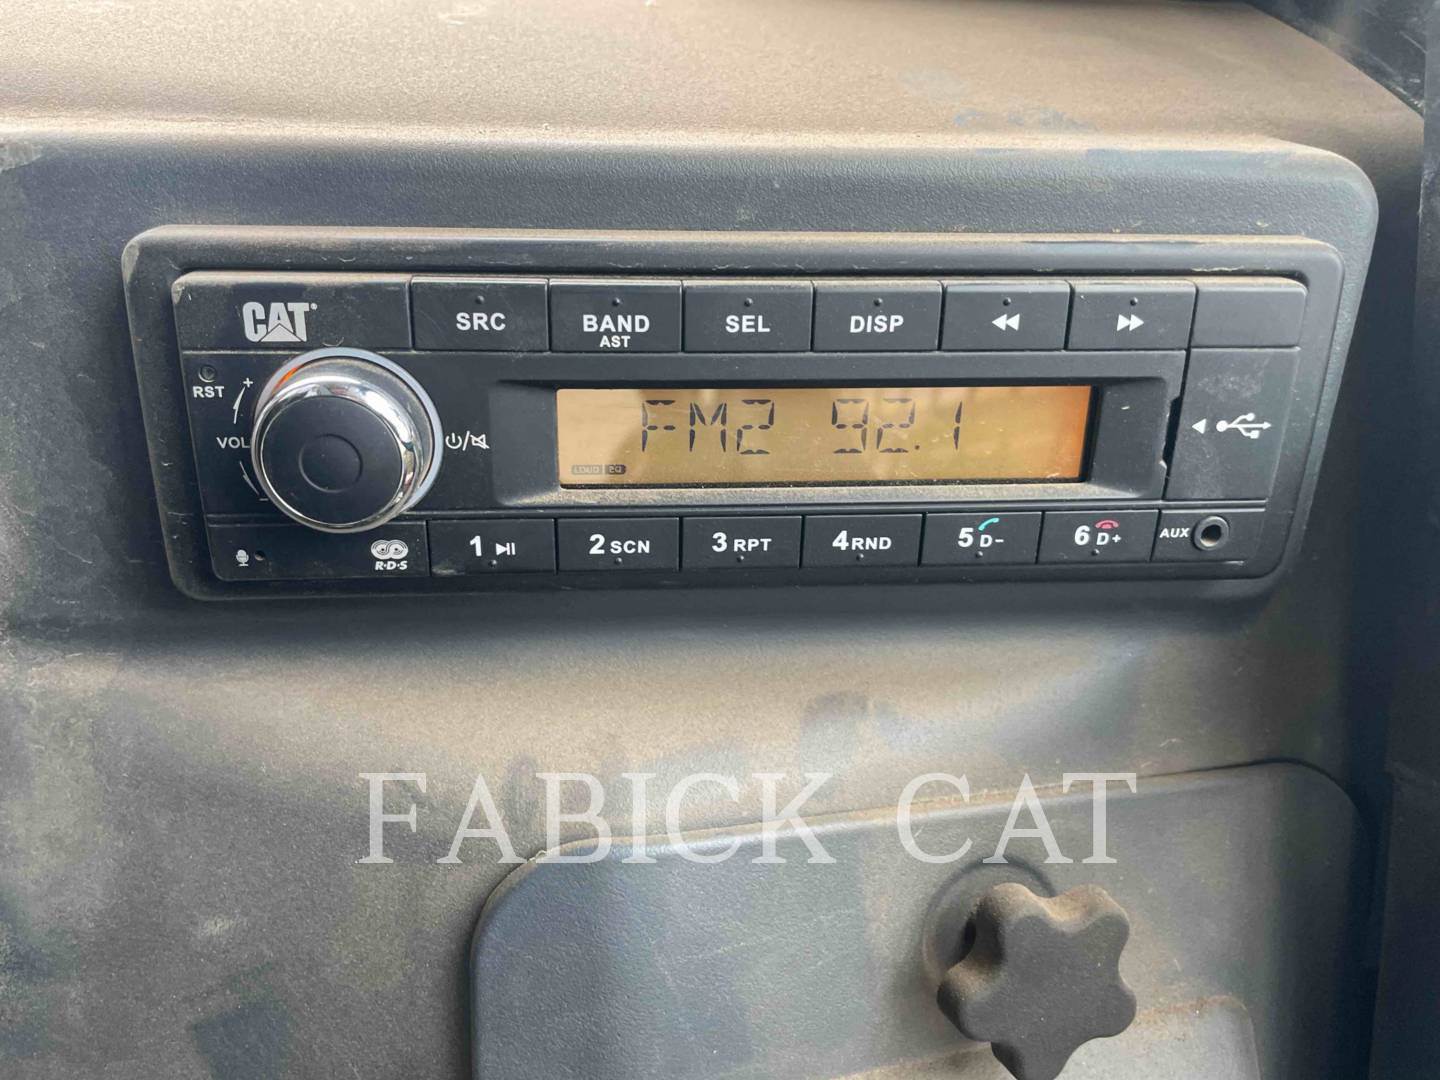 CAT
SRC
BAND
AST
SEL
DISP
RST
VOL
FM2 92.1
LOUD EQ
R·D·S
1
2 SCN
3 RPT
4 RND
5 D-
6 D+
AUX
FABICK CAT